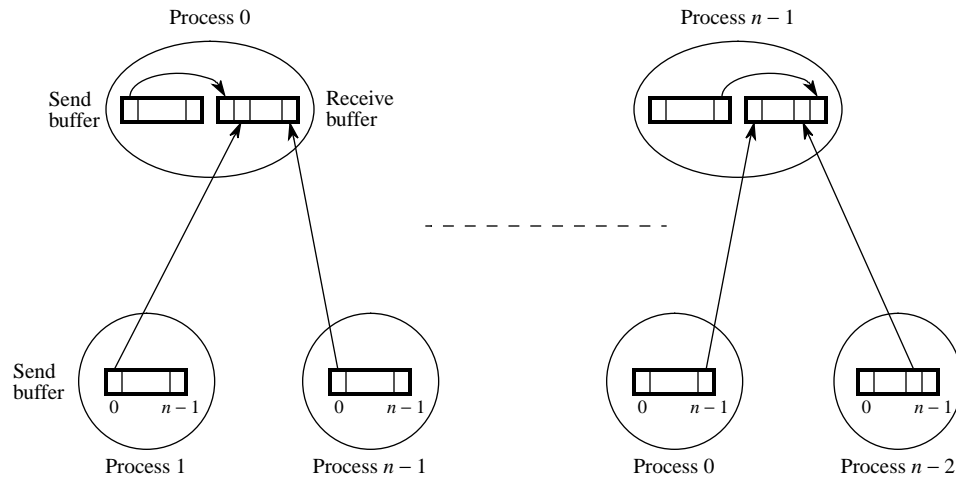 Process 0
Process n – 1
Send
buffer
Receive
buffer
Send
buffer
0
n – 1
0
n – 1
0
n – 1
0
n – 1
Process 1
Process n – 1
Process 0
Process n – 2